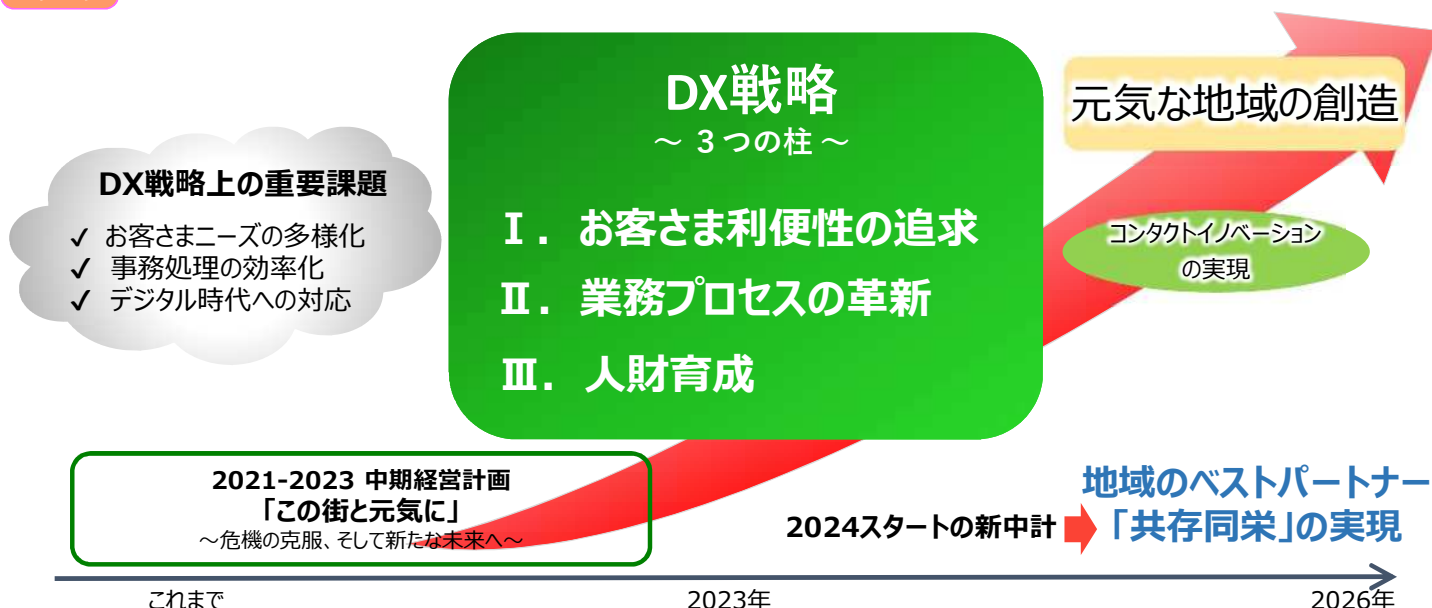 DX戦略
～ 3つの柱 ～
Ⅰ. お客さま利便性の追求
Ⅱ. 業務プロセスの革新
Ⅲ. 人財育成
DX戦略上の重要課題
✓ お客さまニーズの多様化
✓ 事務処理の効率化
✓ デジタル時代への対応
元気な地域の創造
コンタクトイノベーション
の実現
2021-2023 中期経営計画
「この街と元気に」
～危機の克服、そして新たな未来へ～
2024スタートの新中計
地域のベストパートナー
「共存同栄」の実現
これまで
2023年
2026年